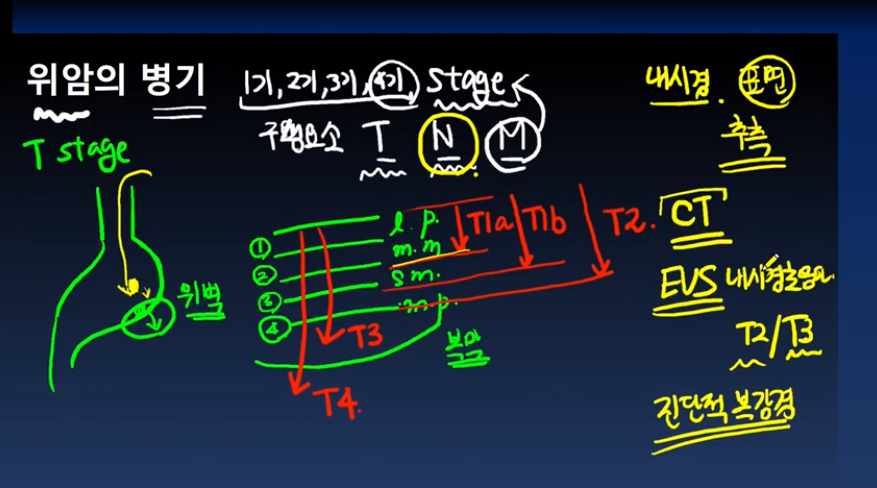 위암의 병기
1기, 2기, 3기, 4기, stage
구성요소 T N M
T stage
위벽
① l.p.
② m.m
③ sm.
④ m.p.
T1a T1b T2.
T3
T4.
복막
내시경. 표면
추측
CT
EUS 내시경초음파
T2/T3
진단적 복강경